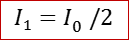 I₁ = I₀ /2